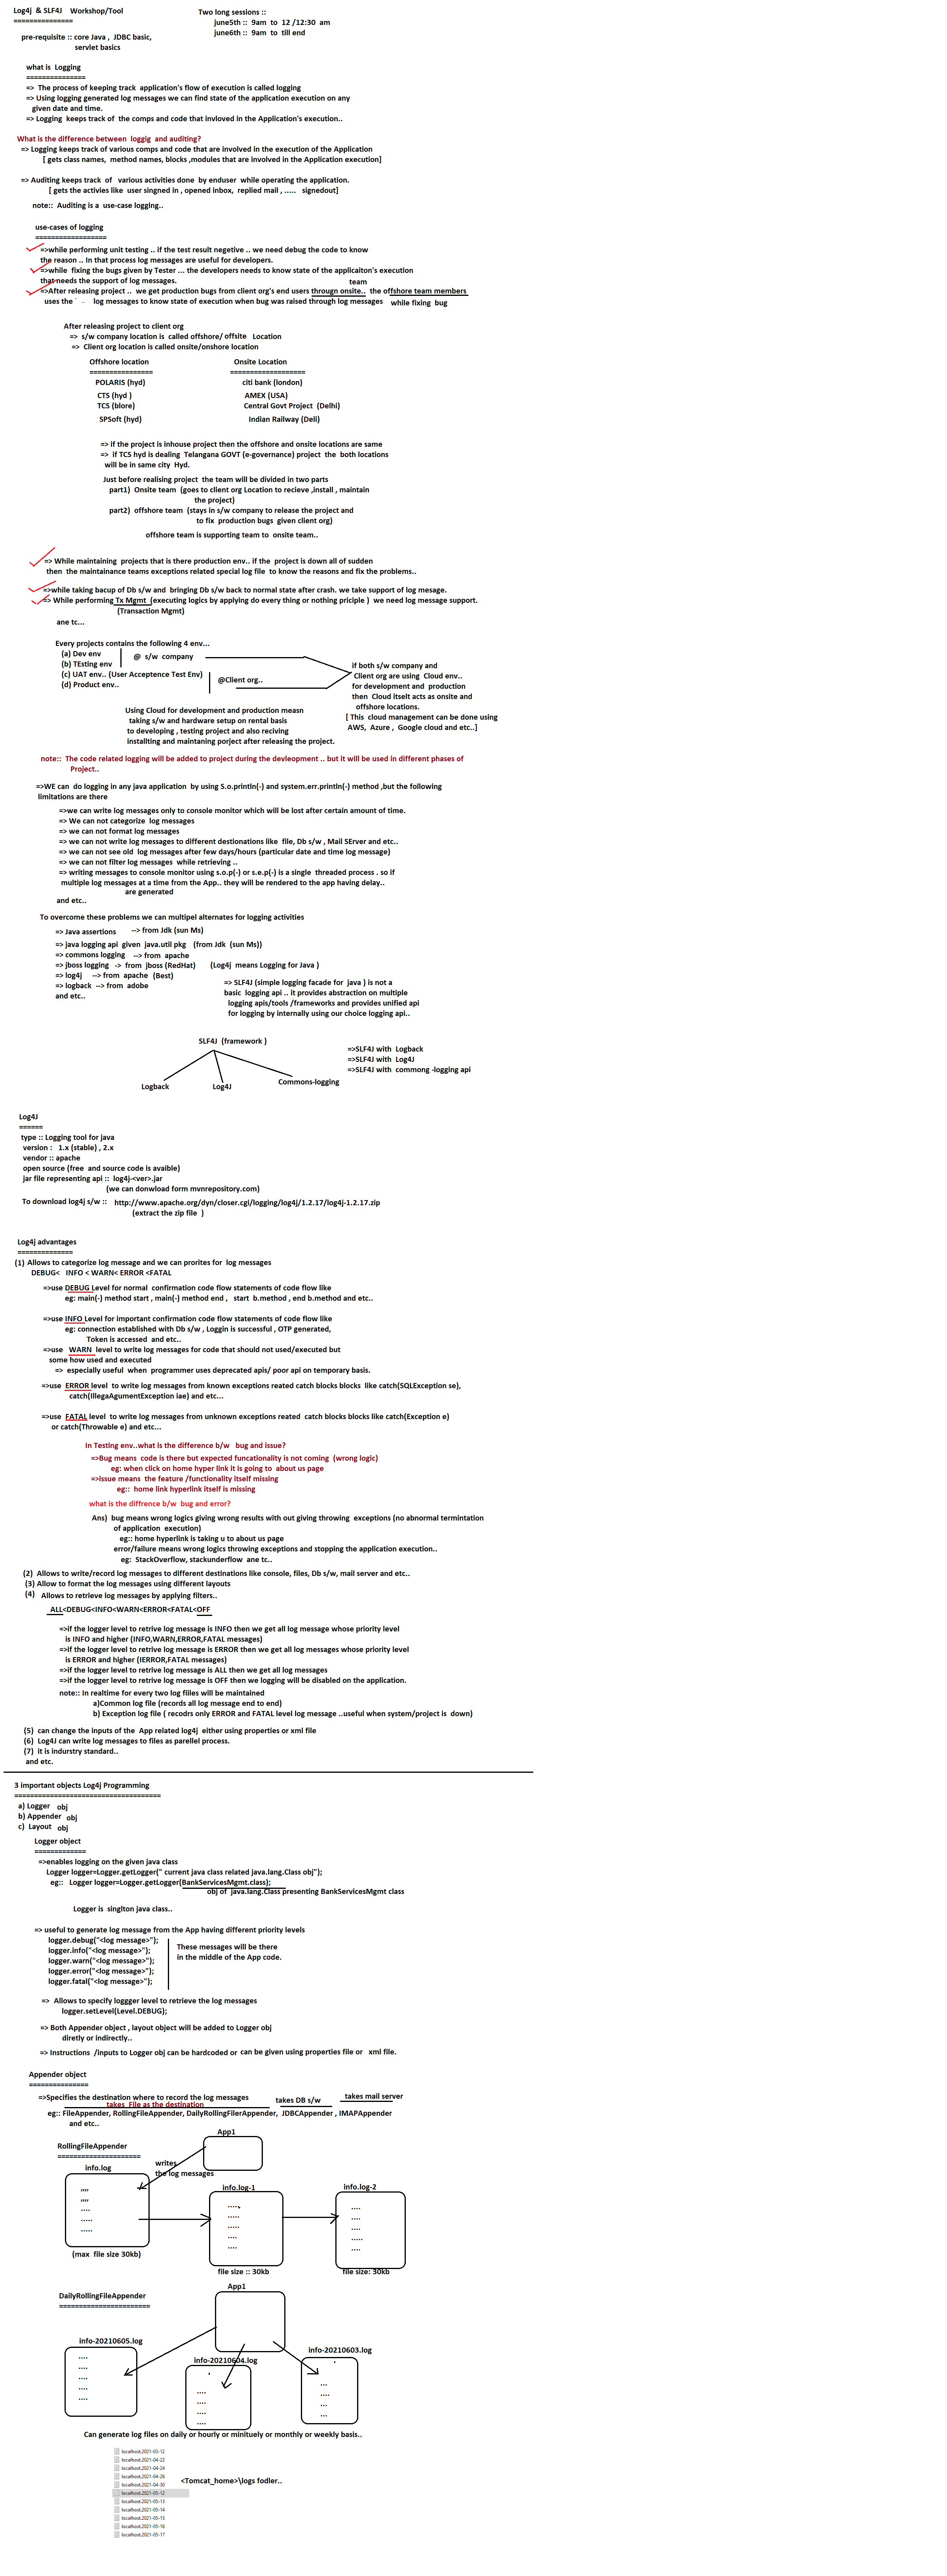 Log4j & SLF4J Workshop/Tool
===============
Two long sessions ::
june5th :: 9am to 12 /12:30 am
june6th :: 9am to till end
pre-requisite :: core Java , JDBC basic,
servlet basics
what is Logging
===============
=> The process of keeping track application's flow of execution is called logging
=> Using logging generated log messages we can find state of the application execution on any
given date and time.
=> Logging keeps track of the comps and code that invloved in the Application's execution..
What is the difference between loggig and auditing?
=> Logging keeps track of various comps and code that are involved in the execution of the Application
[ gets class names, method names, blocks ,modules that are involved in the Application execution]
=> Auditing keeps track of various activities done by enduser while operating the application.
[ gets the activies like user singned in , opened inbox, replied mail , ..... signedout]
note:: Auditing is a use-case logging..
use-cases of logging
==================
=>while performing unit testing .. if the test result negetive .. we need debug the code to know
the reason .. In that process log messages are useful for developers.
=>while fixing the bugs given by Tester ... the developers needs to know state of the applicaiton's execution
that needs the support of log messages.
team
=>After releasing project .. we get production bugs from client org's end users througn onsite.. the offshore team members
uses the log messages to know state of execution when bug was raised through log messages while fixing bug
After releasing project to client org
=> s/w company location is called offshore/ offsite Location
=> Client org location is called onsite/onshore location
Offshore location Onsite Location
================ ===================
POLARIS (hyd) citi bank (london)
CTS (hyd ) AMEX (USA)
TCS (blore) Central Govt Project (Delhi)
SPSoft (hyd) Indian Railway (Deli)
=> if the project is inhouse project then the offshore and onsite locations are same
=> if TCS hyd is dealing Telangana GOVT (e-governance) project the both locations
will be in same city Hyd.
Just before realising project the team will be divided in two parts
part1) Onsite team (goes to client org Location to recieve ,install , maintain
the project)
part2) offshore team (stays in s/w company to release the project and
to fix production bugs given client org)
offshore team is supporting team to onsite team..
=> While maintaining projects that is there production env.. if the project is down all of sudden
then the maintainance teams exceptions related special log file to know the reasons and fix the problems..
=>while taking bacup of Db s/w and bringing Db s/w back to normal state after crash. we take support of log mesage.
=> While performing Tx Mgmt (executing logics by applying do every thing or nothing priciple ) we need log message support.
(Transaction Mgmt)
ane tc...
Every projects contains the following 4 env...
(a) Dev env
(b) TEsting env
@ s/w company
(c) UAT env.. (User Acceptence Test Env)
(d) Product env..
@Client org..
if both s/w company and
Client org are using Cloud env..
for development and production
then Cloud itselt acts as onsite and
offshore locations.
[ This cloud management can be done using
AWS, Azure , Google cloud and etc..]
Using Cloud for development and production measn
taking s/w and hardware setup on rental basis
to developing , testing project and also reciving
installting and maintaning porject after releasing the project.
note:: The code related logging will be added to project during the devleopment .. but it will be used in different phases of
Project..
=>WE can do logging in any java application by using S.o.println(-) and system.err.println(-) method ,but the following
limitations are there
=>we can write log messages only to console monitor which will be lost after certain amount of time.
=> We can not categorize log messages
=> we can not format log messages
=> we can not write log messages to different destionations like file, Db s/w , Mail SErver and etc..
=> we can not see old log messages after few days/hours (particular date and time log message)
=> we can not filter log messages while retrieving ..
=> writing messages to console monitor using s.o.p(-) or s.e.p(-) is a single threaded process . so if
multiple log messages at a time from the App.. they will be rendered to the app having delay..
are generated
and etc..
To overcome these problems we can multipel alternates for logging activities
=> Java assertions --> from Jdk (sun Ms)
=> java logging api given java.util pkg (from Jdk (sun Ms))
=> commons logging --> from apache
=> jboss logging -> from jboss (RedHat) (Log4j means Logging for Java )
=> log4j --> from apache (Best)
=> logback --> from adobe
and etc..
=> SLF4J (simple logging facade for java ) is not a
basic logging api .. it provides abstraction on multiple
logging apis/tools /frameworks and provides unified api
for logging by internally using our choice logging api..
SLF4J (framework )
Logback
Log4J
Commons-logging
=>SLF4J with Logback
=>SLF4J with Log4J
=>SLF4J with commong -logging api
Log4J
======
type :: Logging tool for java
version : 1.x (stable) , 2.x
vendor :: apache
open source (free and source code is avaible)
jar file representing api :: log4j-<ver>.jar
(we can donwload form mvnrepository.com)
To download log4j s/w :: http://www.apache.org/dyn/closer.cgi/logging/log4j/1.2.17/log4j-1.2.17.zip
(extract the zip file )
Log4j advantages
==============
(1) Allows to categorize log message and we can prorites for log messages
DEBUG< INFO < WARN< ERROR <FATAL
=>use DEBUG Level for normal confirmation code flow statements of code flow like
eg: main(-) method start , main(-) method end , start b.method , end b.method and etc..
=>use INFO Level for important confirmation code flow statements of code flow like
eg: connection established with Db s/w , Loggin is successful , OTP generated,
Token is accessed and etc..
=>use WARN level to write log messages for code that should not used/executed but
some how used and executed
=> especially useful when programmer uses deprecated apis/ poor api on temporary basis.
=>use ERROR level to write log messages from known exceptions reated catch blocks blocks like catch(SQLException se),
catch(IllegaAgumentException iae) and etc...
=>use FATAL level to write log messages from unknown exceptions reated catch blocks blocks like catch(Exception e)
or catch(Throwable e) and etc...
In Testing env..what is the difference b/w bug and issue?
=>Bug means code is there but expected funcationality is not coming (wrong logic)
eg: when click on home hyper link it is going to about us page
=>issue means the feature /functionality itself missing
eg:: home link hyperlink itself is missing
what is the diffrence b/w bug and error?
Ans) bug means wrong logics giving wrong results with out giving throwing exceptions (no abnormal termintation
of application execution)
eg:: home hyperlink is taking u to about us page
error/failure means wrong logics throwing exceptions and stopping the application execution..
eg: StackOverflow, stackunderflow ane tc..
(2) Allows to write/record log messages to different destinations like console, files, Db s/w, mail server and etc..
(3) Allow to format the log messages using different layouts
(4) Allows to retrieve log messages by applying filters..
ALL<DEBUG<INFO<WARN<ERROR<FATAL<OFF
=>if the logger level to retrive log message is INFO then we get all log message whose priority level
is INFO and higher (INFO,WARN,ERROR,FATAL messages)
=>if the logger level to retrive log message is ERROR then we get all log messages whose priority level
is ERROR and higher (IERROR,FATAL messages)
=>if the logger level to retrive log message is ALL then we get all log messages
=>if the logger level to retrive log message is OFF then we logging will be disabled on the application.
note:: In realtime for every two log fiiles will be maintained
a)Common log file (records all log message end to end)
b) Exception log file ( recodrs only ERROR and FATAL level log message ..useful when system/project is down)
(5) can change the inputs of the App related log4j either using properties or xml file
(6) Log4J can write log messages to files as parellel process.
(7) it is indurstry standard..
and etc.
3 important objects Log4j Programming
=====================================
a) Logger obj
b) Appender obj
c) Layout obj
Logger object
=============
=>enables logging on the given java class
Logger logger=Logger.getLogger(" current java class related java.lang.Class obj");
eg:: Logger logger=Logger.getLogger(BankServicesMgmt.class);
obj of java.lang.Class presenting BankServicesMgmt class
Logger is singlton java class..
=> useful to generate log message from the App having different priority levels
logger.debug("<log message>");
logger.info("<log message>");
logger.warn("<log message>");
logger.error("<log message>");
logger.fatal("<log message>");
These messages will be there
in the middle of the App code.
=> Allows to specify loggger level to retrieve the log messages
logger.setLevel(Level.DEBUG);
=> Both Appender object , layout object will be added to Logger obj
diretly or indirectly..
=> Instructions /inputs to Logger obj can be hardcoded or can be given using properties file or xml file.
Appender object
===============
=>Specifies the destination where to record the log messages
takes File as the destination
takes DB s/w
takes mail server
eg:: FileAppender, RollingFileAppender, DailyRollingFilerAppender, JDBCAppender , IMAPAppender
and etc..
App1
RollingFileAppender
=====================
writes
the log messages
info.log
,,,,
,,,,
....
.....
.....
(max file size 30kb)
info.log-1
.....
.....
.....
....
....
file size :: 30kb
info.log-2
....
....
....
.....
....
file size: 30kb
App1
DailyRollingFileAppender
=======================
info-20210605.log
....
....
....
....
....
info-20210604.log
....
....
....
....
info-20210603.log
...
....
...
...
Can generate log files on daily or hourly or minituely or monthly or weekly basis..
localhost.2021-03-12
localhost.2021-04-22
localhost.2021-04-24
localhost.2021-04-26
localhost.2021-04-30
localhost.2021-05-12
localhost.2021-05-13
localhost.2021-05-14
localhost.2021-05-15
localhost.2021-05-16
localhost.2021-05-17
<Tomcat_home>\logs fodler..